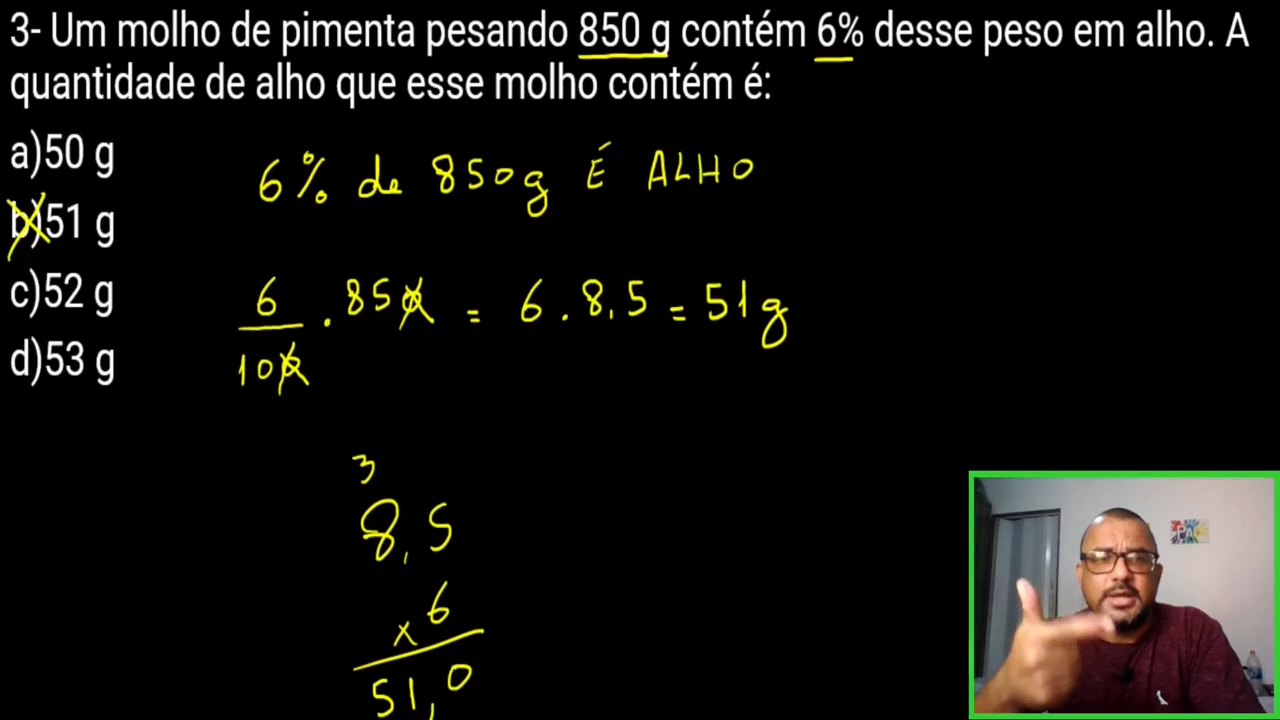 3- Um molho de pimenta pesando 850 g contém 6% desse peso em alho. A
quantidade de alho que esse molho contém é:
a)50 g
b)51 g
c)52 g
d)53 g
6% de 850g É ALHO
6/100 . 850 = 6 . 8,5 = 51g
3
8,5
x 6
51,0